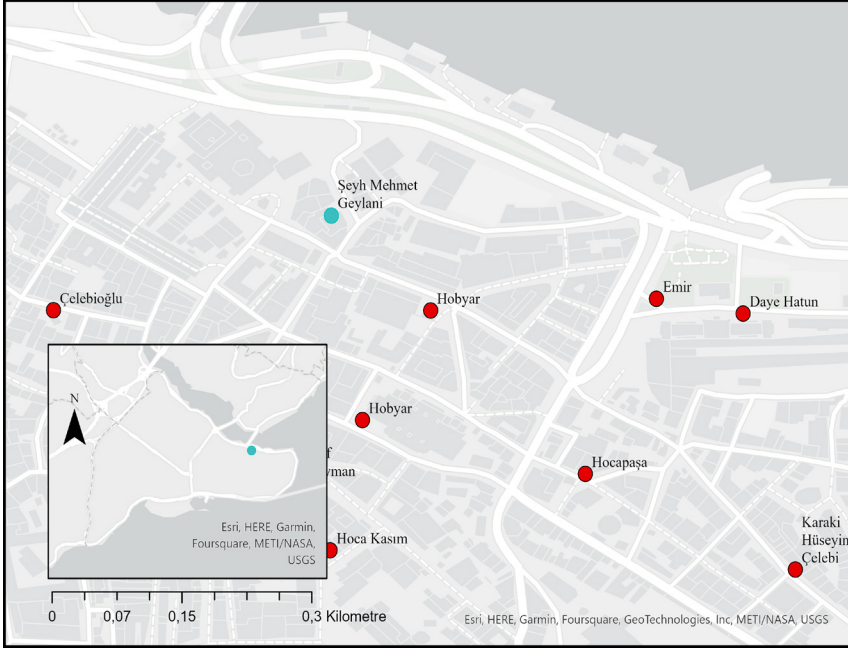 Şeyh Mehmet
Geylani
Çelebioğlu
Hobyar
Emir
Daye Hatun
Hobyar
N
f
yman
Hocapaşa
Hoca Kasım
Karaki
Hüseyin
Çelebi
Esri, HERE, Garmin,
Foursquare, METI/NASA,
USGS
0 0,07 0,15 0,3 Kilometre
Esri, HERE, Garmin, Foursquare, GeoTechnologies, Inc, METI/NASA, USGS